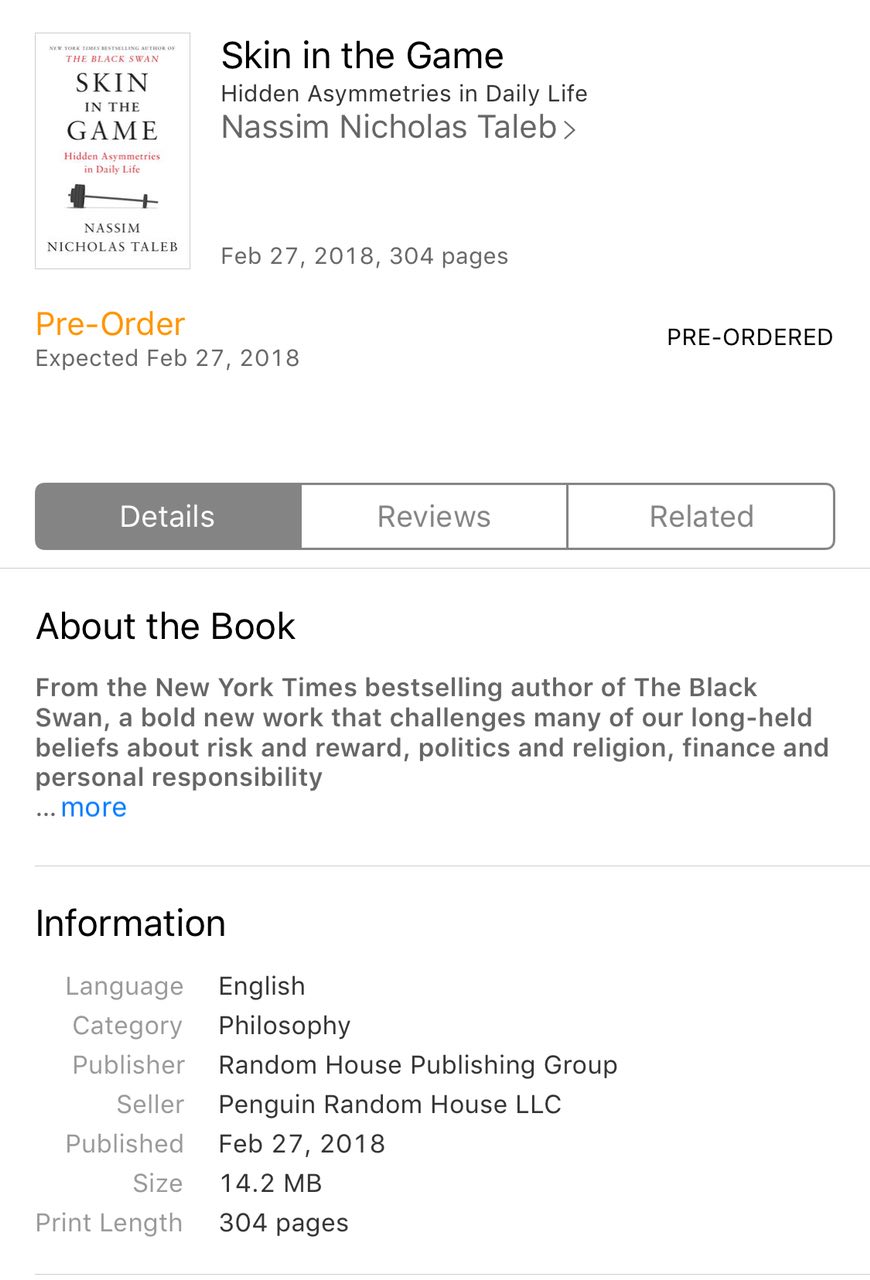 NEW YORK TIMES BESTSELLING AUTHOR OF
THE BLACK SWAN
SKIN
IN THE
GAME
Hidden Asymmetries
in Daily Life
NASSIM
NICHOLAS TALEB
Skin in the Game
Hidden Asymmetries in Daily Life
Nassim Nicholas Taleb >
Feb 27, 2018, 304 pages
Pre-Order
Expected Feb 27, 2018
PRE-ORDERED
Details Reviews Related
About the Book
From the New York Times bestselling author of The Black
Swan, a bold new work that challenges many of our long-held
beliefs about risk and reward, politics and religion, finance and
personal responsibility
... more
Information
Language English
Category Philosophy
Publisher Random House Publishing Group
Seller Penguin Random House LLC
Published Feb 27, 2018
Size 14.2 MB
Print Length 304 pages